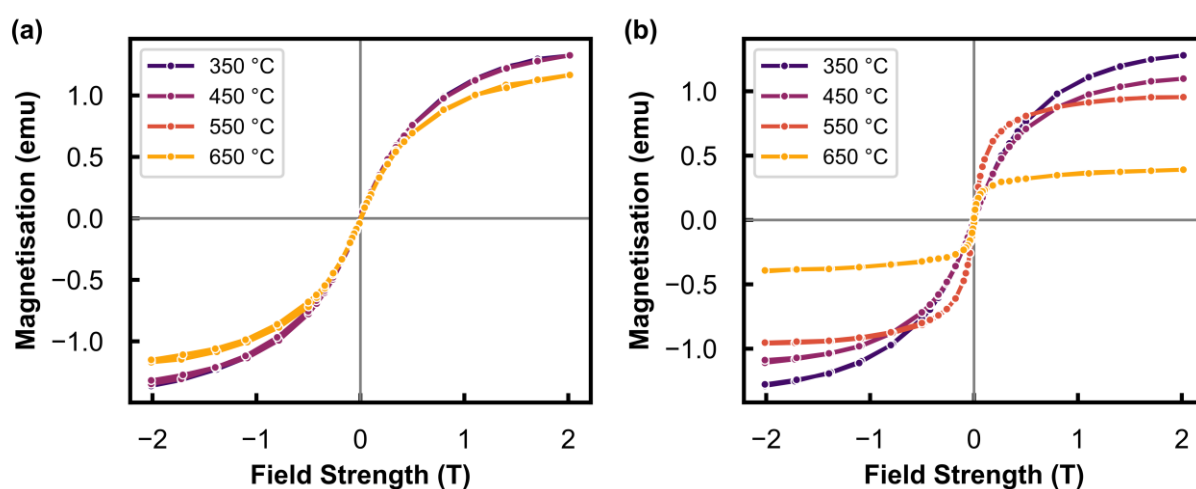 (a)
Magnetisation (emu)
1.0
0.5
0.0
−0.5
−1.0
350 °C
450 °C
550 °C
650 °C
−2 −1 0 1 2
Field Strength (T)
(b)
Magnetisation (emu)
1.0
0.5
0.0
−0.5
−1.0
350 °C
450 °C
550 °C
650 °C
−2 −1 0 1 2
Field Strength (T)